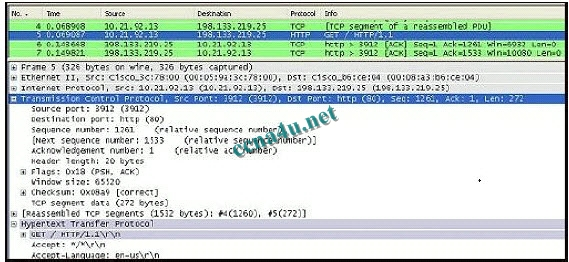 No. - Time Source Destination Protocol Info
4 0.068908 10.21.92.13 198.133.219.25 TCP [TCP segment of a reassembled PDU]
5 0.069087 10.21.92.13 198.133.219.25 HTTP GET / HTTP/1.1
6 0.143648 198.133.219.25 10.21.92.13 TCP http > 3912 [ACK] Seq=1 Ack=1261 Win=6932 Len=0
7 0.149821 198.133.219.25 10.21.92.13 TCP http > 3912 [ACK] Seq=1 Ack=1533 Win=10080 Len=0
Frame 5 (326 bytes on wire, 326 bytes captured)
Ethernet II, Src: Cisco_3c:78:00 (00:05:9a:3c:78:00), Dst: Cisco_b6:ce:04 (00:08:a3:b6:ce:04)
Internet Protocol, Src: 10.21.92.13 (10.21.92.13), Dst: 198.133.219.25 (198.133.219.25)
Transmission Control Protocol, Src Port: 3912 (3912), Dst Port: http (80), Seq: 1261, Ack: 1, Len: 272
Source port: 3912 (3912)
Destination port: http (80)
Sequence number: 1261 (relative sequence number)
[Next sequence number: 1533 (relative sequence number)]
Acknowledgement number: 1 (relative ack number)
Header length: 20 bytes
Flags: 0x18 (PSH, ACK)
Window size: 65520
Checksum: 0x08a9 [correct]
TCP segment data (272 bytes)
[Reassembled TCP Segments (1532 bytes): #4(1260), #5(272)]
Hypertext Transfer Protocol
GET / HTTP/1.1\r\n
Accept: */*\r\n
Accept-Language: en-us\r\n
ccna4u.net